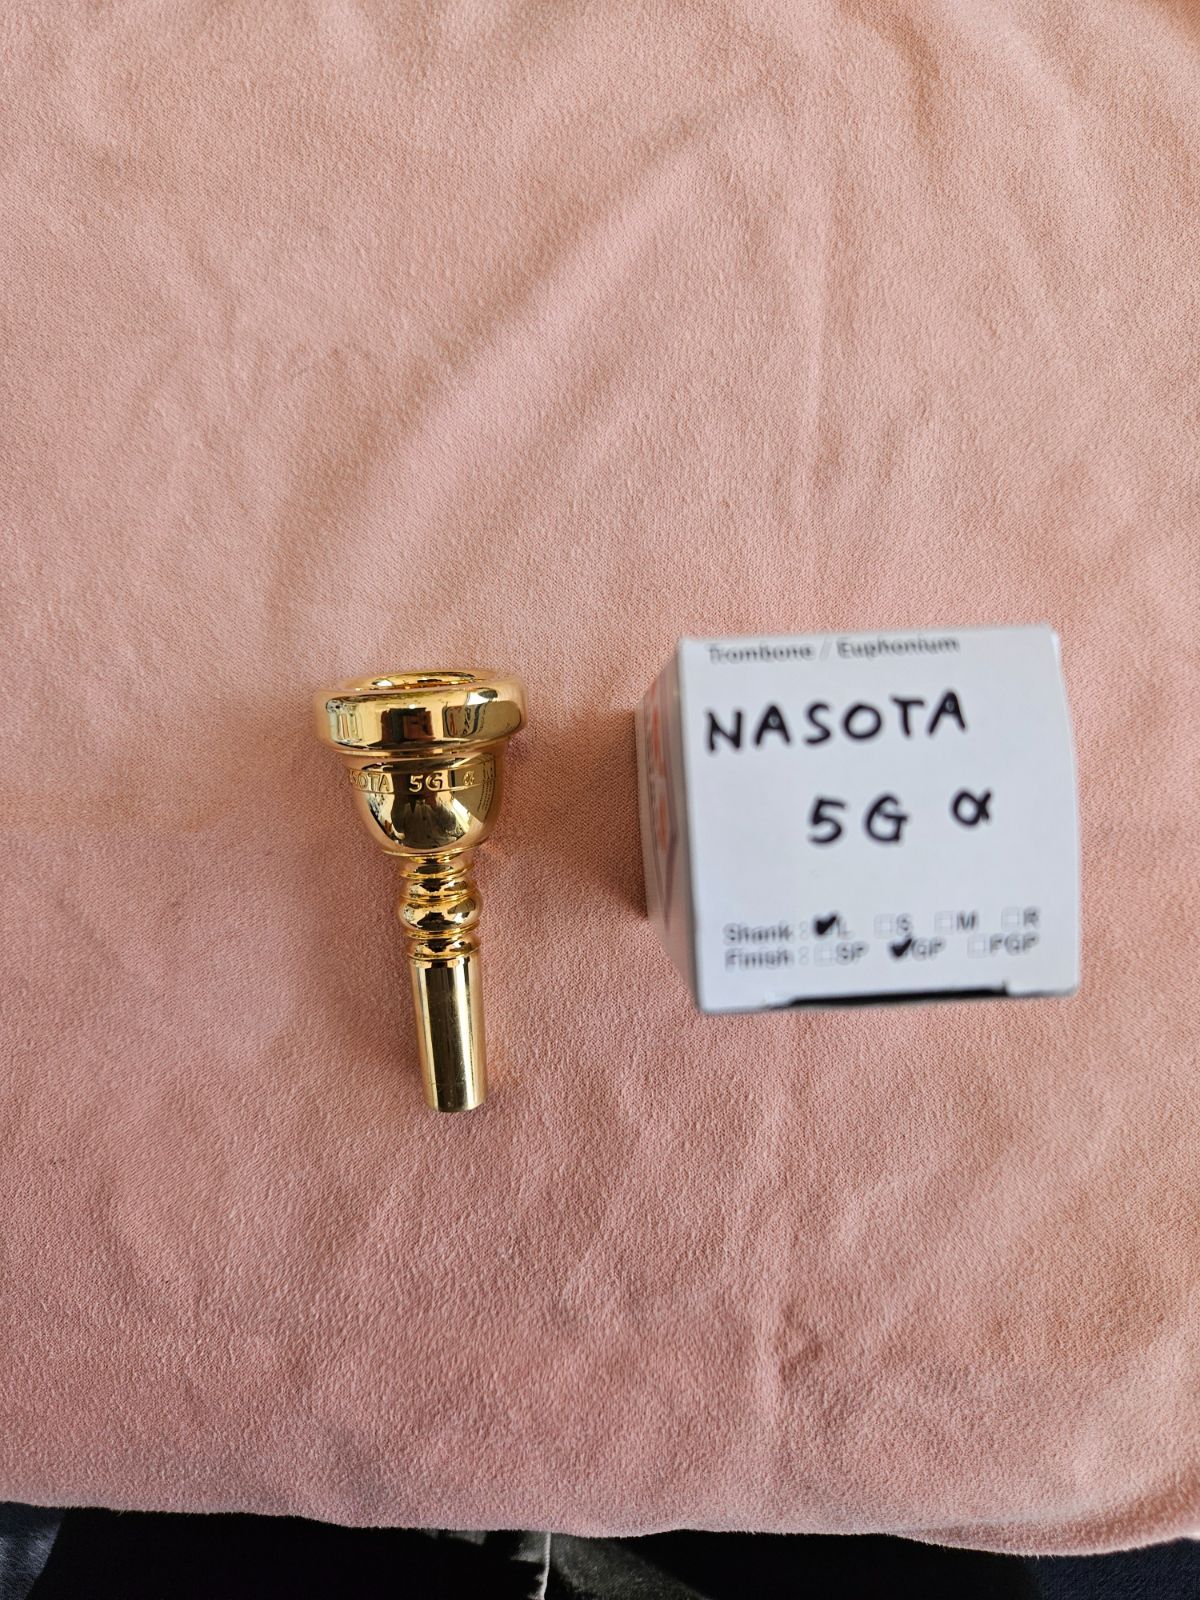 Trombone / Euphonium
NASOTA
5G α
Shank : ✔L □S □M □R
Finish : □SP ✔GP □PGP
SOTA 5G α